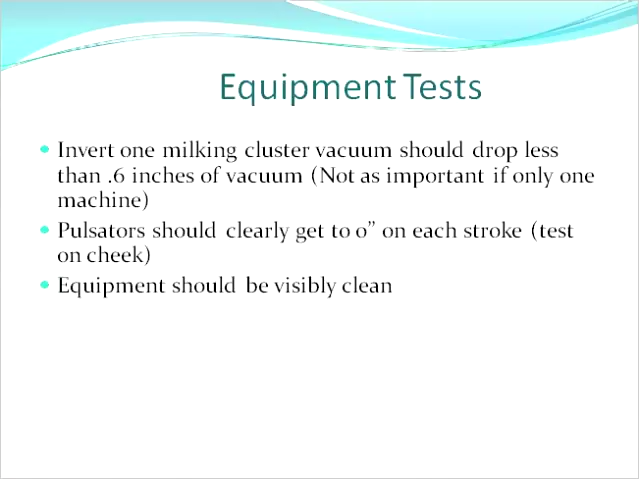 Equipment Tests
• Invert one milking cluster vacuum should drop less
than .6 inches of vacuum (Not as important if only one
machine)
• Pulsators should clearly get to 0” on each stroke (test
on cheek)
• Equipment should be visibly clean